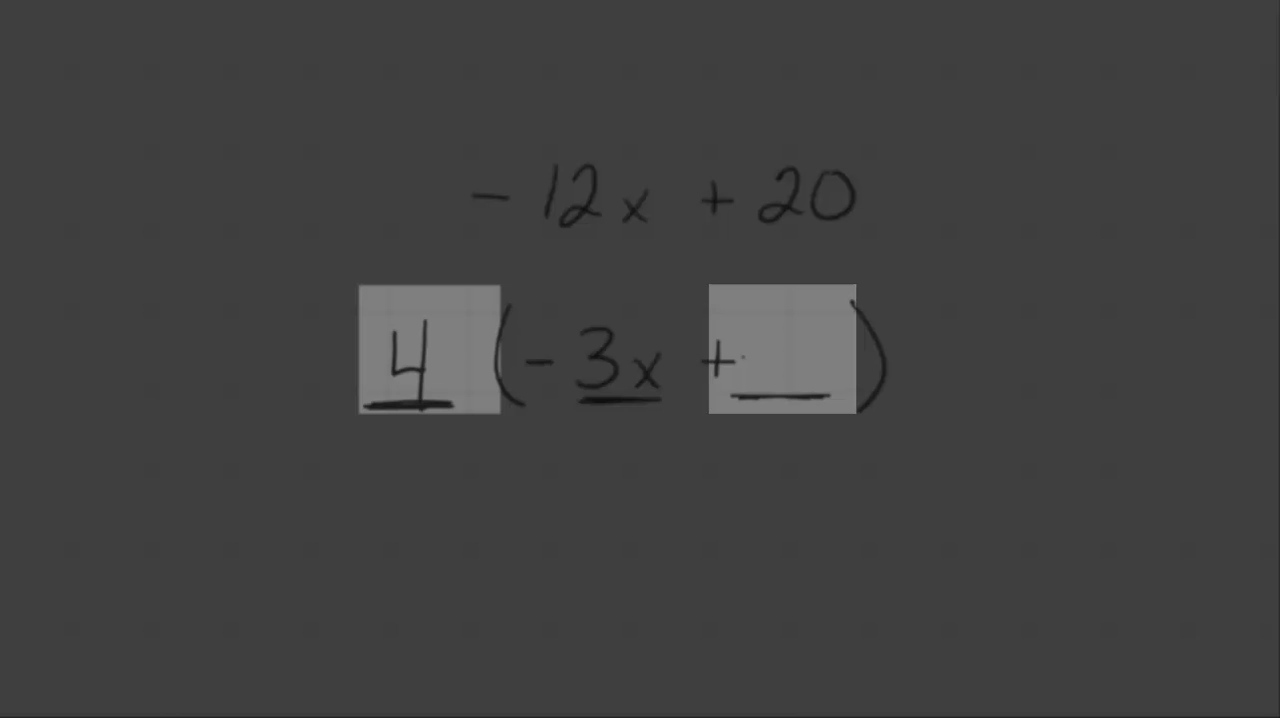 - 12x + 20
4 (- 3x + __)